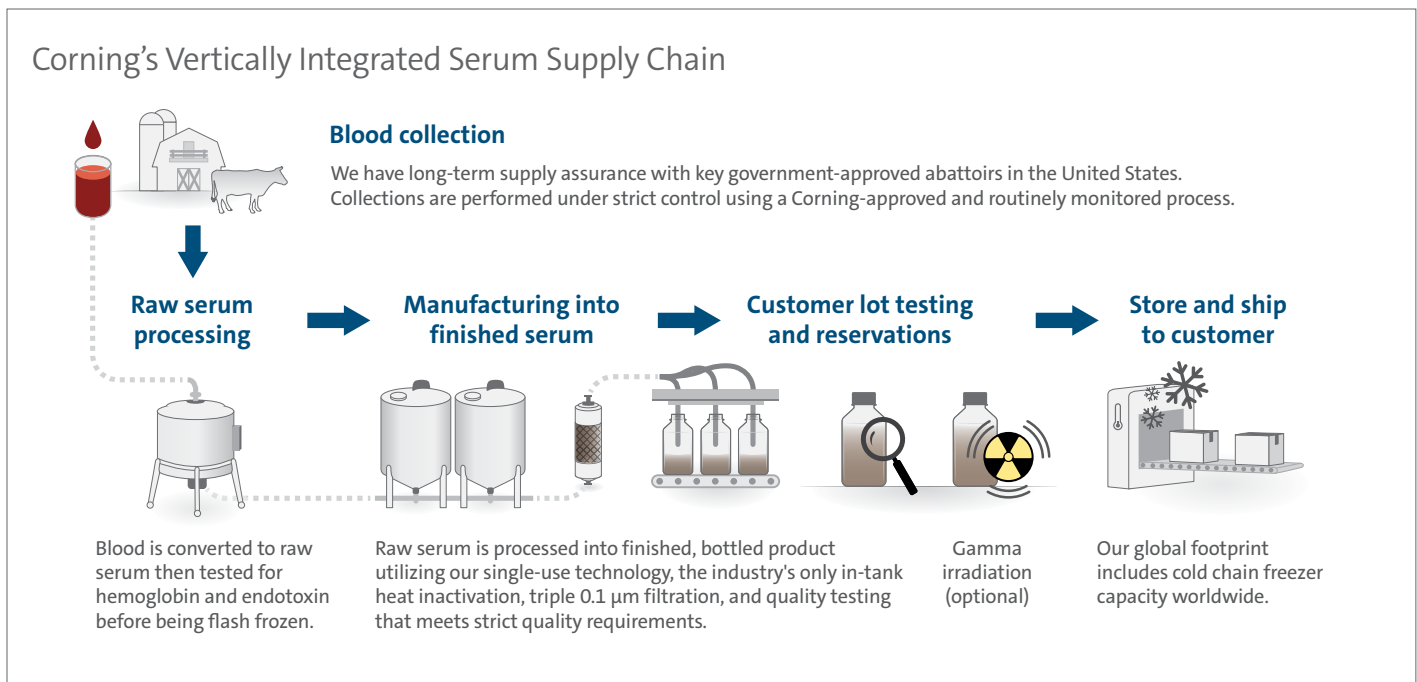 Corning’s Vertically Integrated Serum Supply Chain
Blood collection
We have long-term supply assurance with key government-approved abattoirs in the United States.
Collections are performed under strict control using a Corning-approved and routinely monitored process.
Raw serum
processing
Manufacturing into
finished serum
Customer lot testing
and reservations
Store and ship
to customer
Blood is converted to raw
serum then tested for
hemoglobin and endotoxin
before being flash frozen.
Raw serum is processed into finished, bottled product
utilizing our single-use technology, the industry's only in-tank
heat inactivation, triple 0.1 µm filtration, and quality testing
that meets strict quality requirements.
Gamma
irradiation
(optional)
Our global footprint
includes cold chain freezer
capacity worldwide.